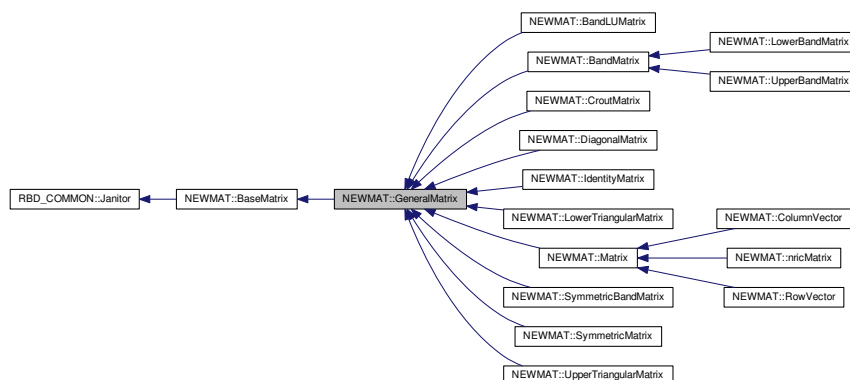 NEWMAT::BandLUMatrix
NEWMAT::LowerBandMatrix
NEWMAT::BandMatrix
NEWMAT::UpperBandMatrix
NEWMAT::CroutMatrix
NEWMAT::DiagonalMatrix
NEWMAT::IdentityMatrix
RBD_COMMON::Janitor
NEWMAT::BaseMatrix
NEWMAT::GeneralMatrix
NEWMAT::LowerTriangularMatrix
NEWMAT::ColumnVector
NEWMAT::Matrix
NEWMAT::nricMatrix
NEWMAT::SymmetricBandMatrix
NEWMAT::RowVector
NEWMAT::SymmetricMatrix
NEWMAT::UpperTriangularMatrix